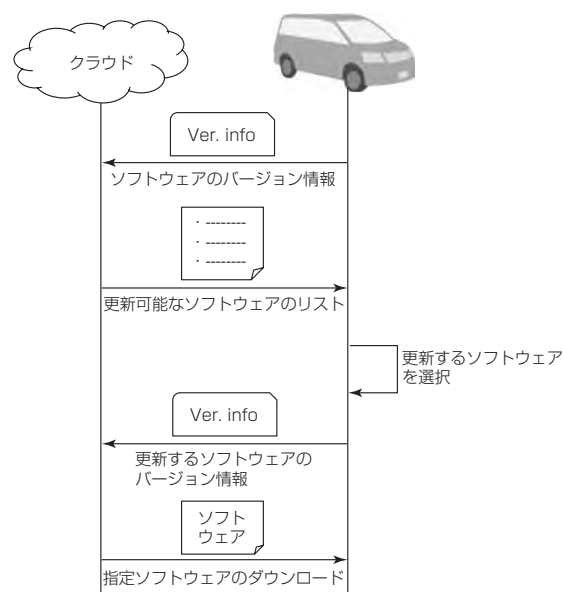 クラウド
Ver. info
ソフトウェアのバージョン情報
・--------
・--------
・--------
更新可能なソフトウェアのリスト
更新するソフトウェア
を選択
Ver. info
更新するソフトウェアの
バージョン情報
ソフト
ウェア
指定ソフトウェアのダウンロード